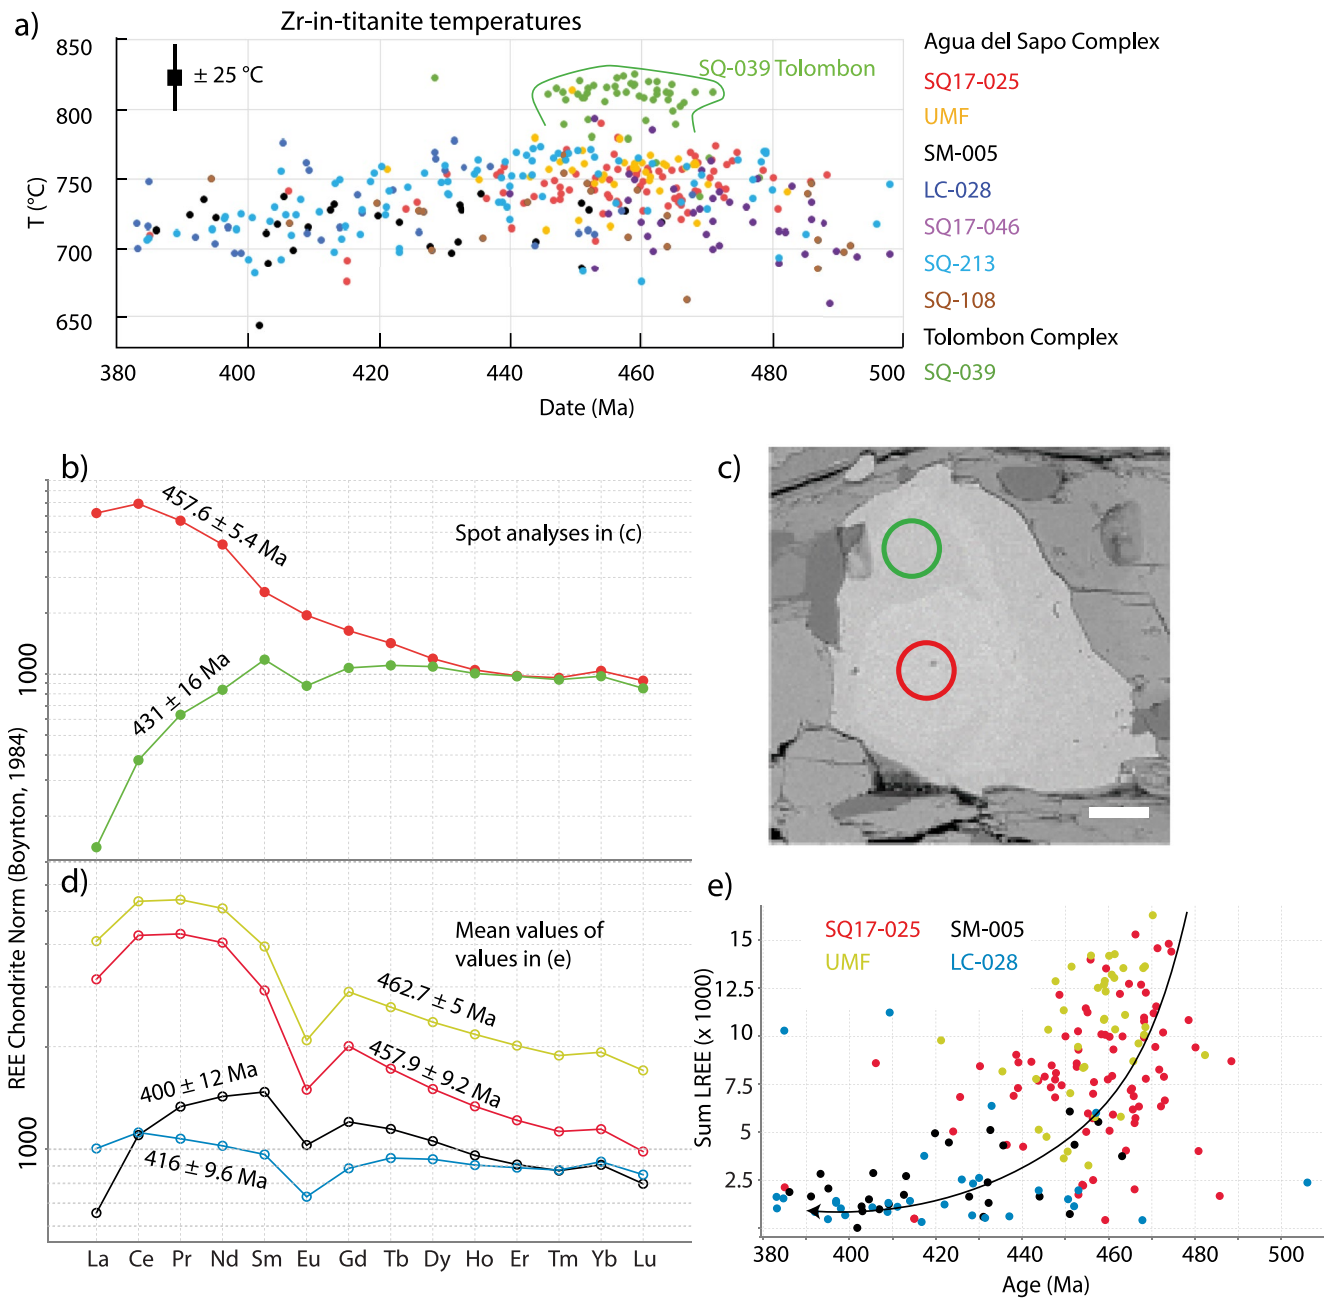 a)
Zr-in-titanite temperatures
850
800
750
700
650
T (°C)
± 25 °C
SQ-039 Tolombon
380
400
420
440
460
480
500
Date (Ma)
Agua del Sapo Complex
SQ17-025
UMF
SM-005
LC-028
SQ17-046
SQ-213
SQ-108
Tolombon Complex
SQ-039
b)
457.6 ± 5.4 Ma
Spot analyses in (c)
431 ± 16 Ma
1000
REE Chondrite Norm (Boynton, 1984)
c)
d)
Mean values of
values in (e)
462.7 ± 5 Ma
457.9 ± 9.2 Ma
400 ± 12 Ma
416 ± 9.6 Ma
1000
La
Ce
Pr
Nd
Sm
Eu
Gd
Tb
Dy
Ho
Er
Tm
Yb
Lu
e)
SQ17-025
SM-005
UMF
LC-028
15
12.5
10
7.5
5
2.5
Sum LREE (x 1000)
380
400
420
440
460
480
500
Age (Ma)